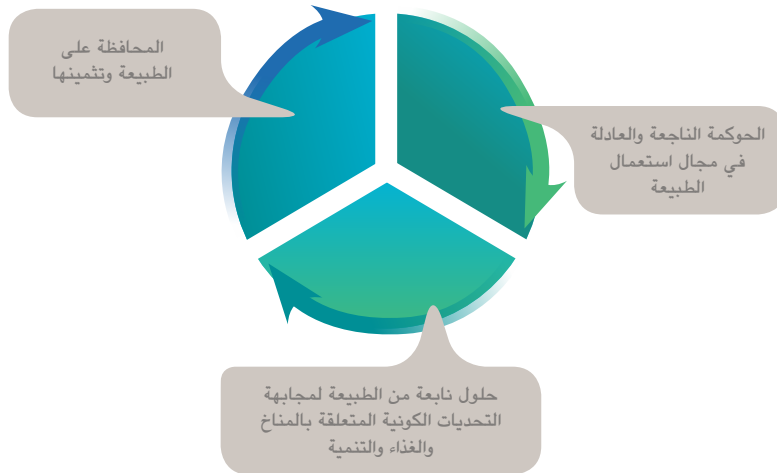 المحافظة على
الطبيعة وتثمينها
الحوكمة الناجعة والعادلة
في مجال استعمال
الطبيعة
حلول نابعة من الطبيعة لمجابهة
التحديات الكونية المتعلقة بالمناخ
والغذاء والتنمية